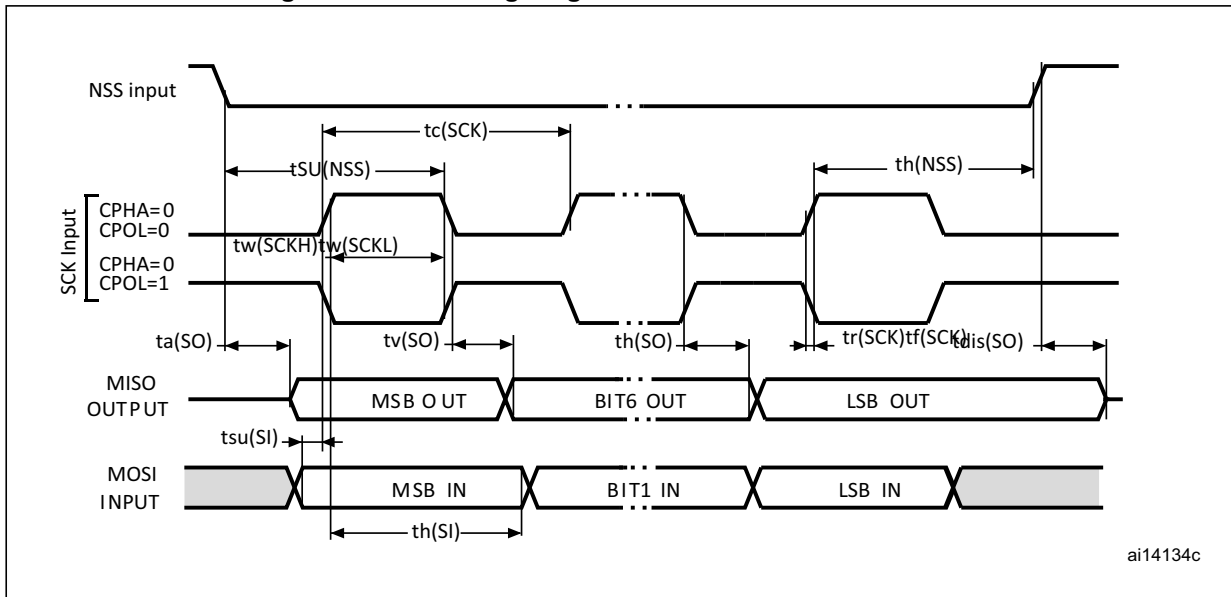 NSS input
tc(SCK)
tSU(NSS)
th(NSS)
SCK Input
CPHA=0
CPOL=0
tw(SCKH)tw(SCKL)
CPHA=0
CPOL=1
ta(SO)
tv(SO)
th(SO)
tr(SCK)tf(SCK)
tdis(SO)
MISO
OUTPUT
MSB OUT
BIT6 OUT
LSB OUT
tsu(SI)
MOSI
INPUT
MSB IN
BIT1 IN
LSB IN
th(SI)
ai14134c